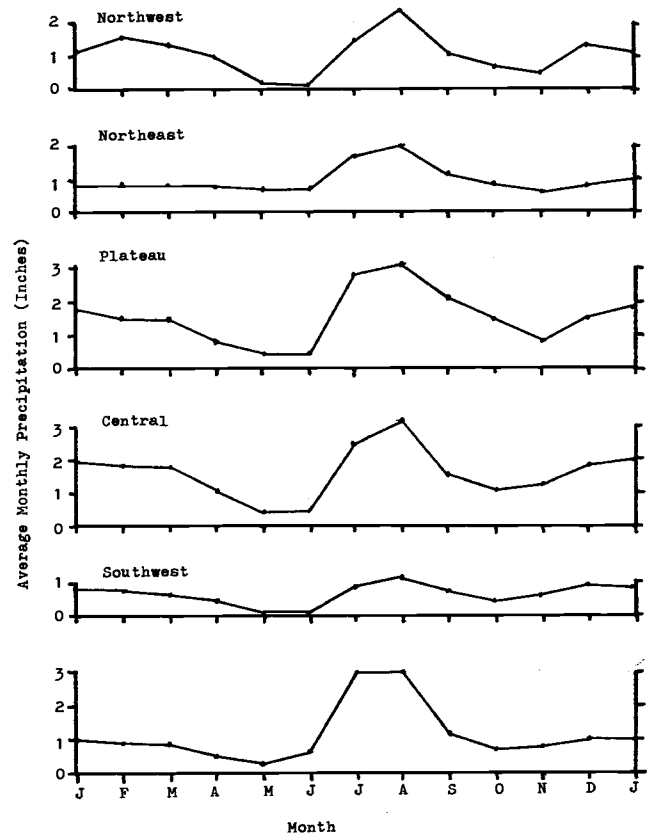 Northwest
2
1
0
Northeast
2
1
0
Plateau
3
2
1
0
Central
3
2
1
0
Southwest
1
0
3
2
1
0
J F M A M J J A S O N D J
Month
Average Monthly Precipitation (Inches)